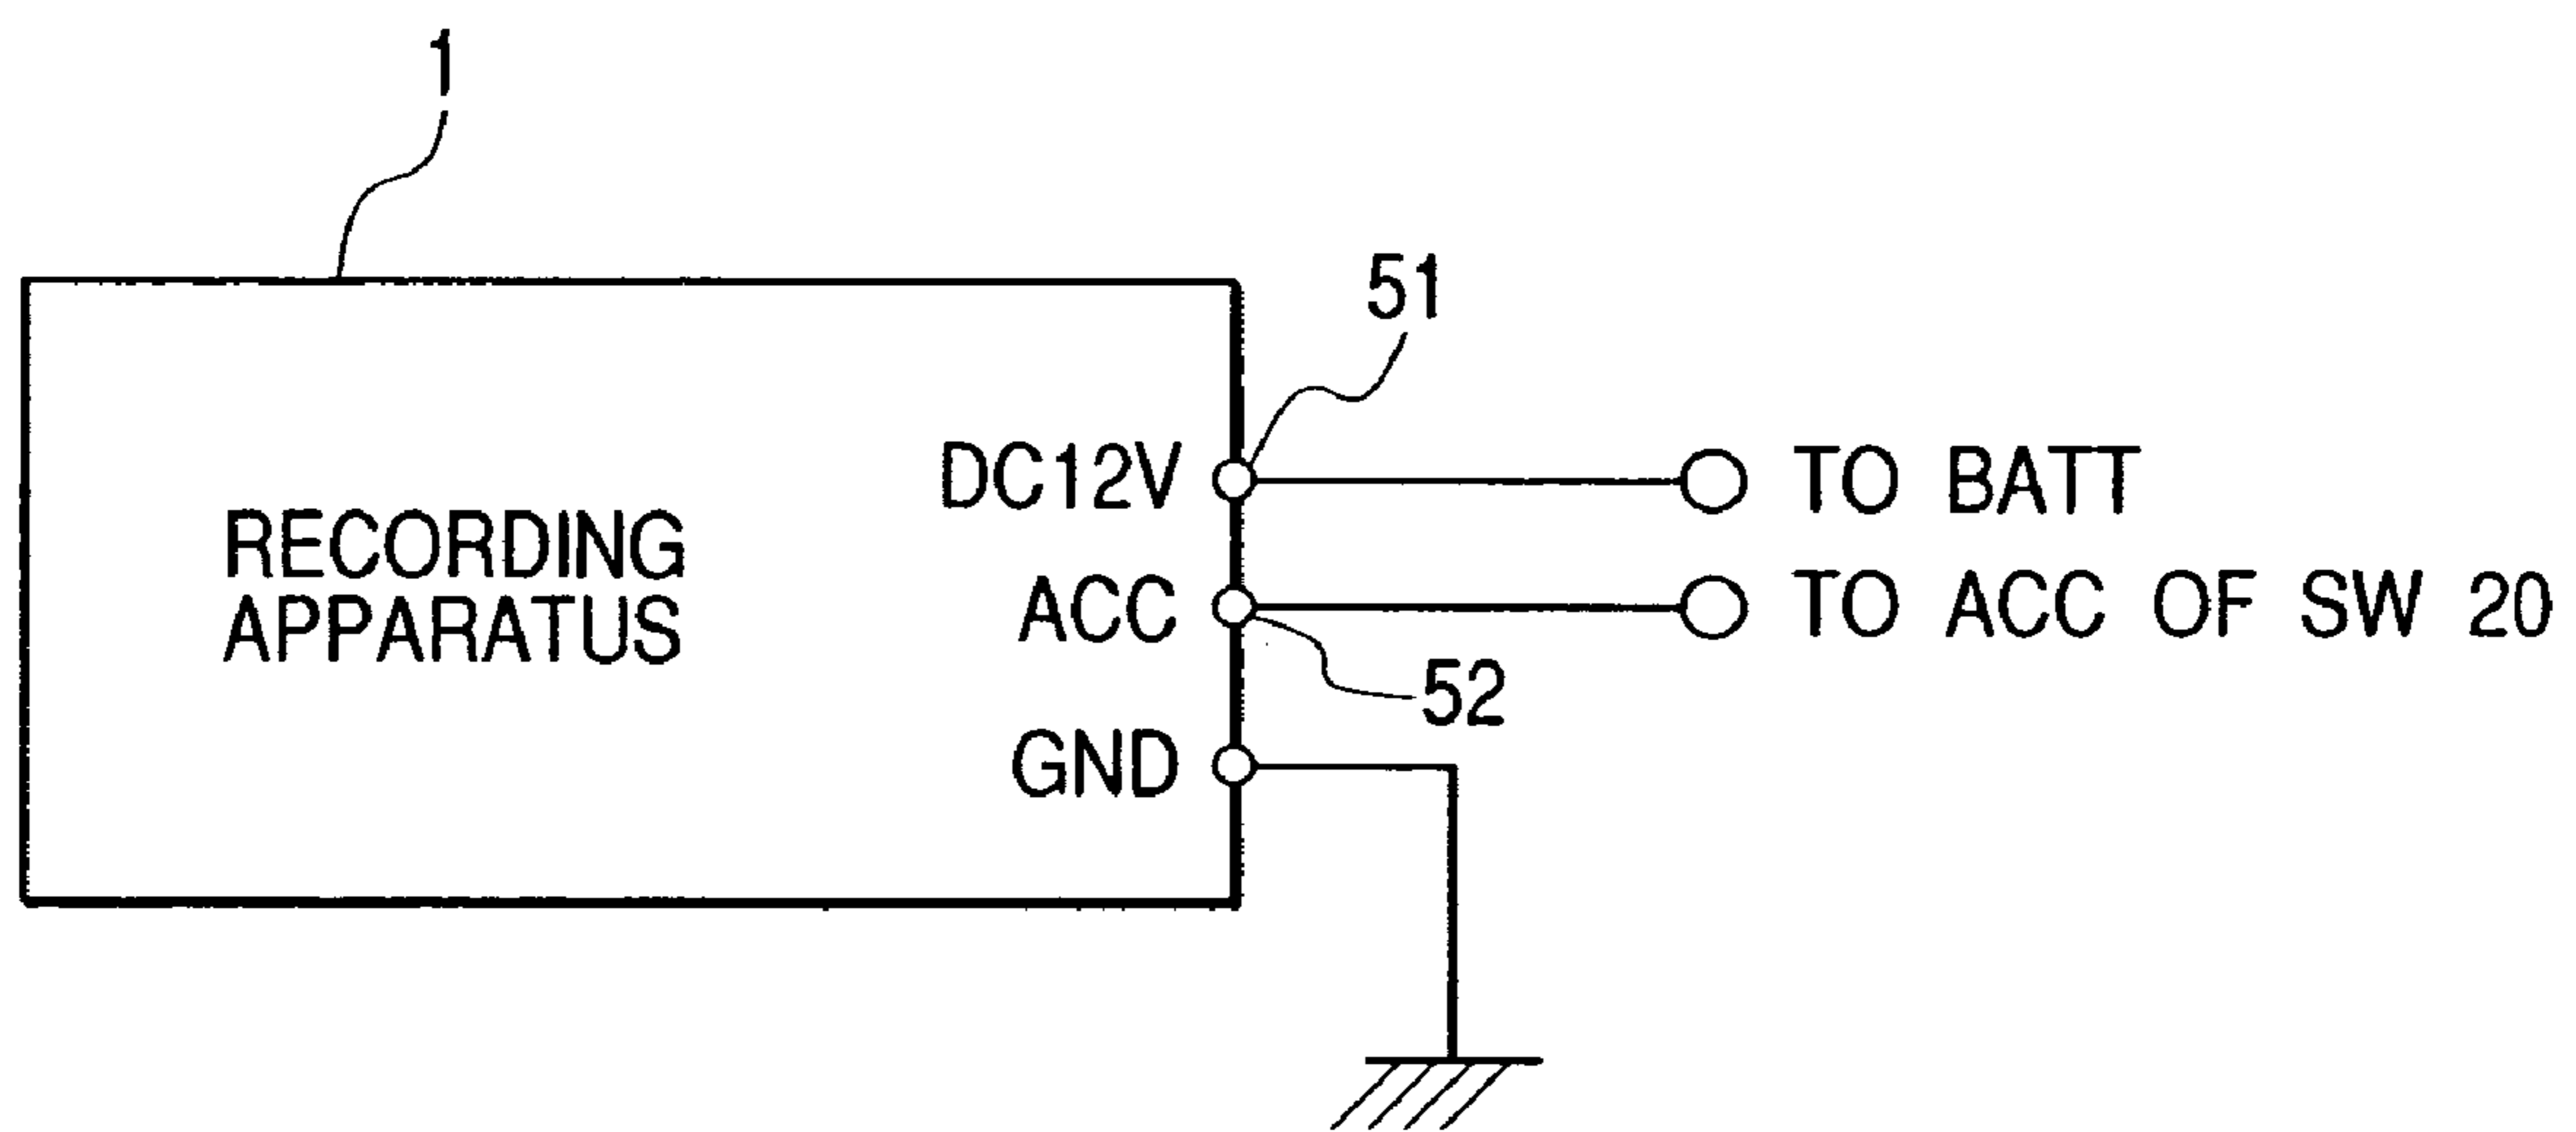 1
51
DC12V
TO BATT
RECORDING
APPARATUS
ACC
TO ACC OF SW 20
52
GND